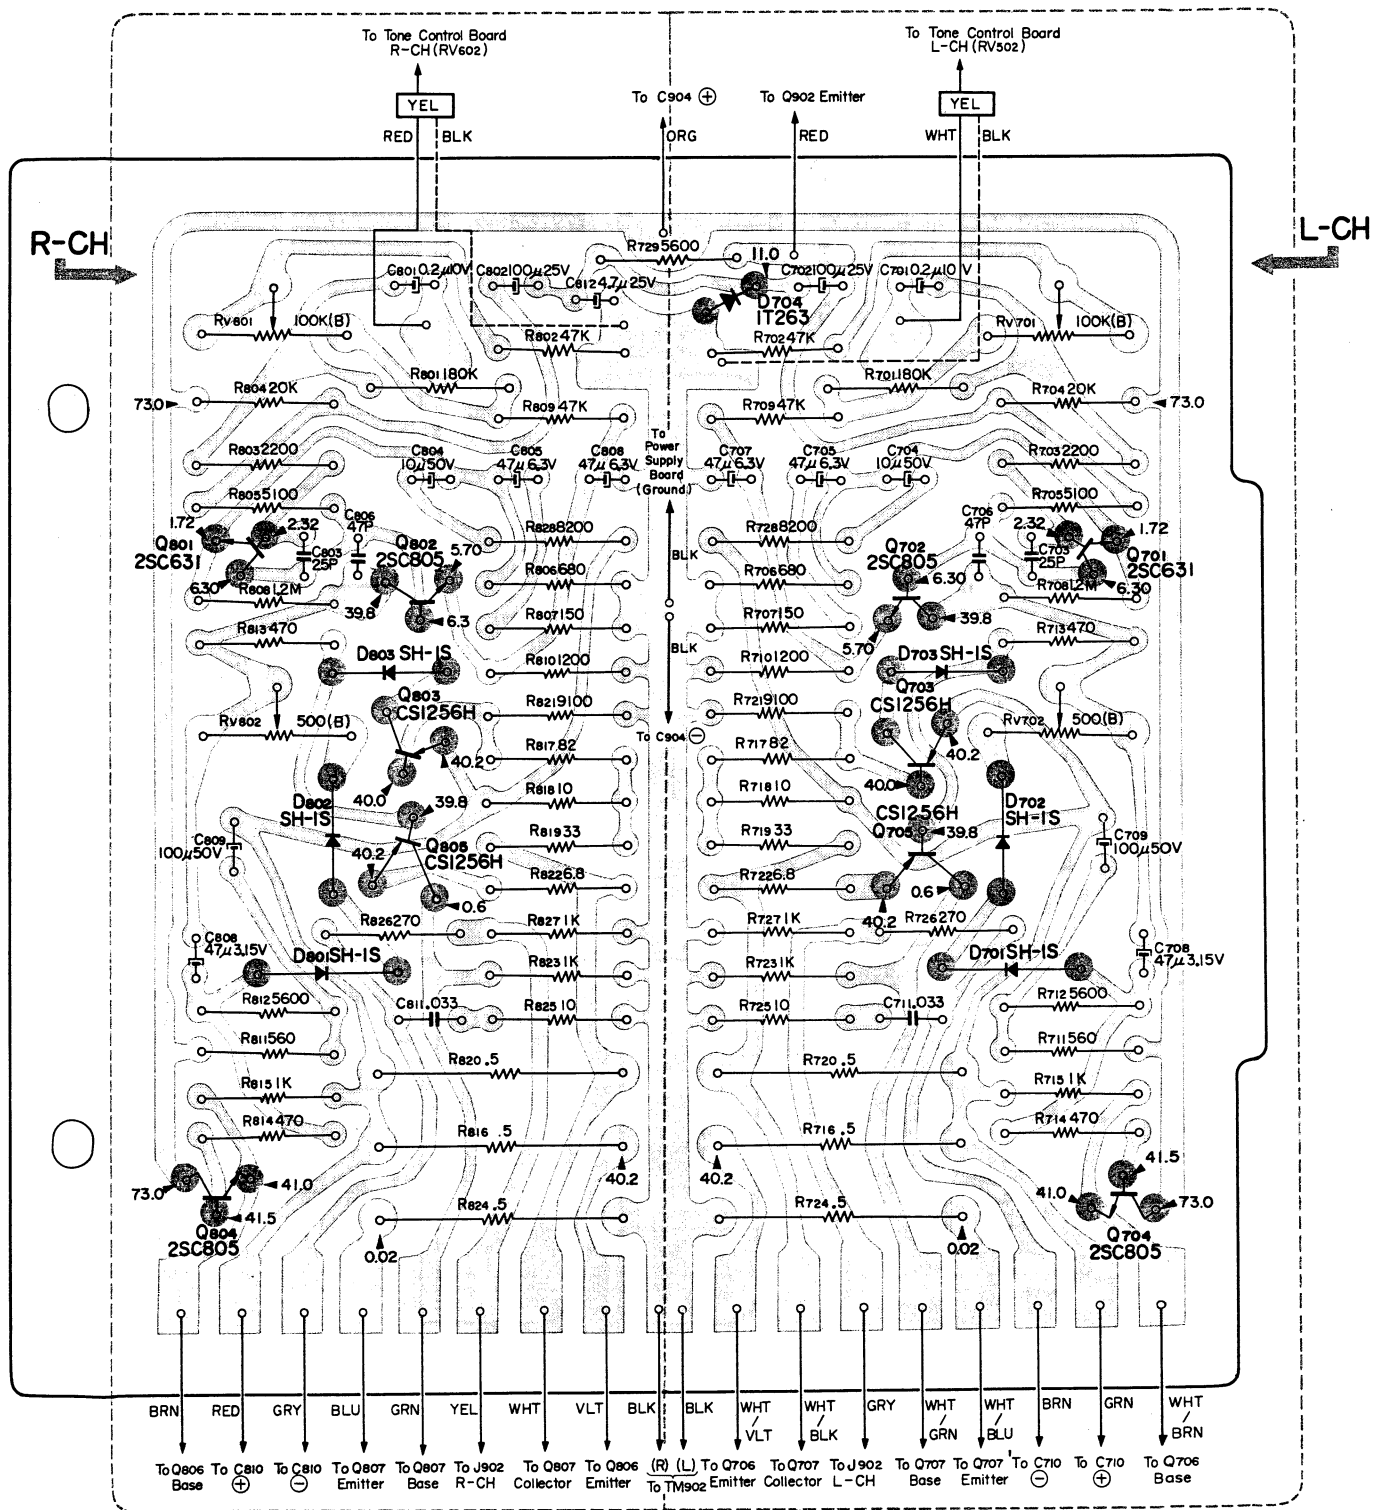 To Tone Control Board
R-CH (RV602)
To Tone Control Board
L-CH (RV502)
YEL
To C904 ⊕
To Q902 Emitter
YEL
RED
BLK
ORG
RED
WHT
BLK
R-CH
L-CH
R729 5600
11.0
C801 0.2μ10V
C802 100μ25V
C812 4.7μ25V
C702 100μ25V
C701 0.2μ10V
D704
1T263
RV801
100K(B)
RV701
100K(B)
R802 47K
R702 47K
R801 180K
R701 180K
73.0
R804 20K
R704 20K
73.0
R809 47K
R709 47K
To
Power
Supply
Board
(Ground)
R803 2200
C804
10μ50V
C805
47μ6.3V
C808
47μ6.3V
C707
47μ6.3V
C705
47μ6.3V
C704
10μ50V
R703 2200
R805 5100
R705 5100
1.72
2.32
C806
47P
C706
47P
2.32
1.72
Q801
2SC631
C803
25P
Q802
2SC805
5.70
R828 8200
R728 8200
Q702
2SC805
6.30
C703
25P
Q701
2SC631
6.30
R808 1.2M
39.8
6.3
R806 680
BLK
R706 680
R708 1.2M
6.30
R807 150
R707 150
39.8
5.70
R813 470
R713 470
D803 SH-1S
R810 1200
BLK
R710 1200
D703 SH-1S
Q803
CS1256H
Q703
CS1256H
RV802
500(B)
R821 9100
R721 9100
RV702
500(B)
To C904 ⊖
40.2
40.0
R817 82
R717 82
40.2
40.0
D802
SH-1S
39.8
R818 10
R718 10
CS1256H
Q705
39.8
D702
SH-1S
C809
100μ50V
40.2
Q805
CS1256H
R819 33
R719 33
C709
100μ50V
0.6
R822 6.8
R722 6.8
0.6
40.2
R826 270
R827 1K
R727 1K
R726 270
C808
47μ3.15V
D801 SH-1S
R823 1K
R723 1K
D701 SH-1S
C708
47μ3.15V
R812 5600
C811 .033
R825 10
R725 10
C711 .033
R712 5600
R811 560
R711 560
R820 .5
R720 .5
R815 1K
R715 1K
R814 470
R816 .5
R716 .5
R714 470
73.0
41.0
40.2
40.2
41.5
41.5
41.0
73.0
Q804
2SC805
R824 .5
R724 .5
Q704
2SC805
0.02
0.02
BRN
RED
GRY
BLU
GRN
YEL
WHT
VLT
BLK
BLK
WHT
/
VLT
WHT
/
BLK
GRY
WHT
/
GRN
WHT
/
BLU
BRN
GRN
WHT
/
BRN
To Q806
Base
To C810
⊕
To C810
⊖
To Q807
Emitter
To Q807
Base
To J902
R-CH
To Q807
Collector
To Q806
Emitter
(R) (L)
To TM902
To Q706
Emitter
To Q707
Collector
To J902
L-CH
To Q707
Base
To Q707
Emitter
To C710
⊖
To C710
⊕
To Q706
Base